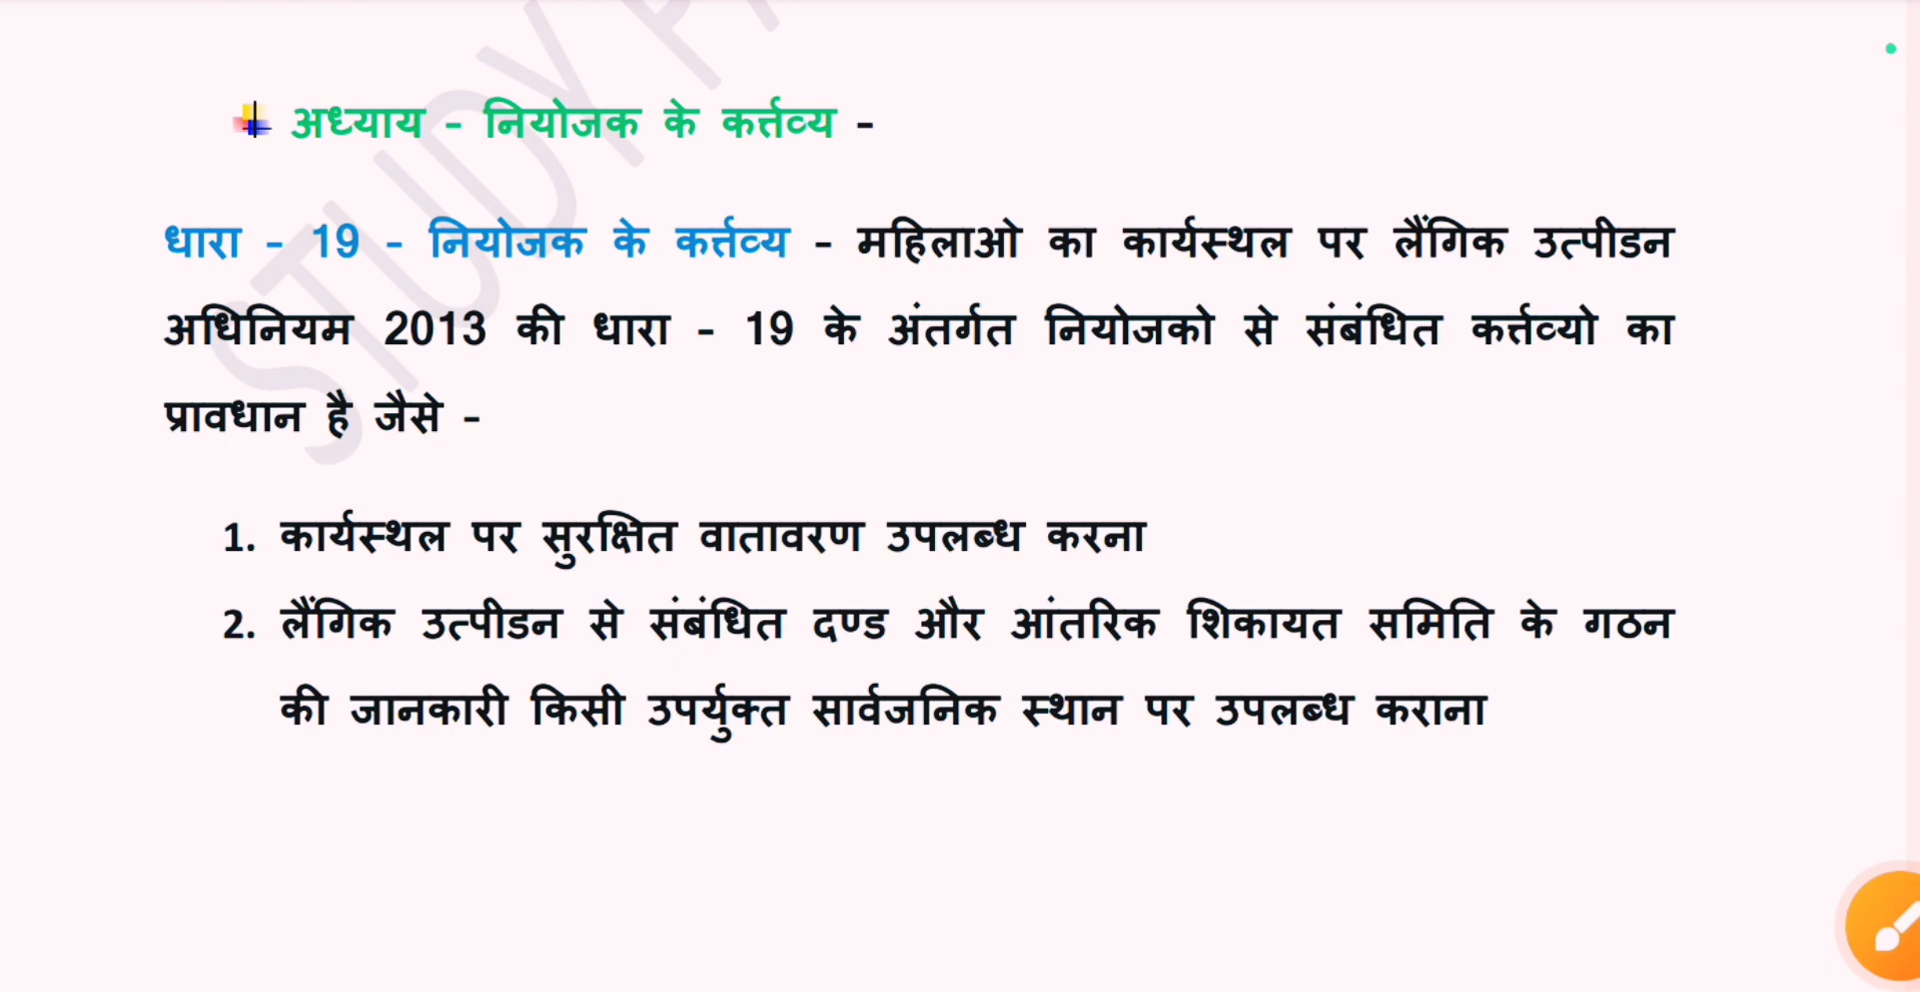 अध्याय - नियोजक के कर्त्तव्य -
धारा - 19 - नियोजक के कर्त्तव्य - महिलाओ का कार्यस्थल पर लैंगिक उत्पीडन
अधिनियम 2013 की धारा - 19 के अंतर्गत नियोजको से संबंधित कर्त्तव्यो का
प्रावधान है जैसे -
1. कार्यस्थल पर सुरक्षित वातावरण उपलब्ध करना
2. लैंगिक उत्पीडन से संबंधित दण्ड और आंतरिक शिकायत समिति के गठन
की जानकारी किसी उपर्युक्त सार्वजनिक स्थान पर उपलब्ध कराना
STUDY